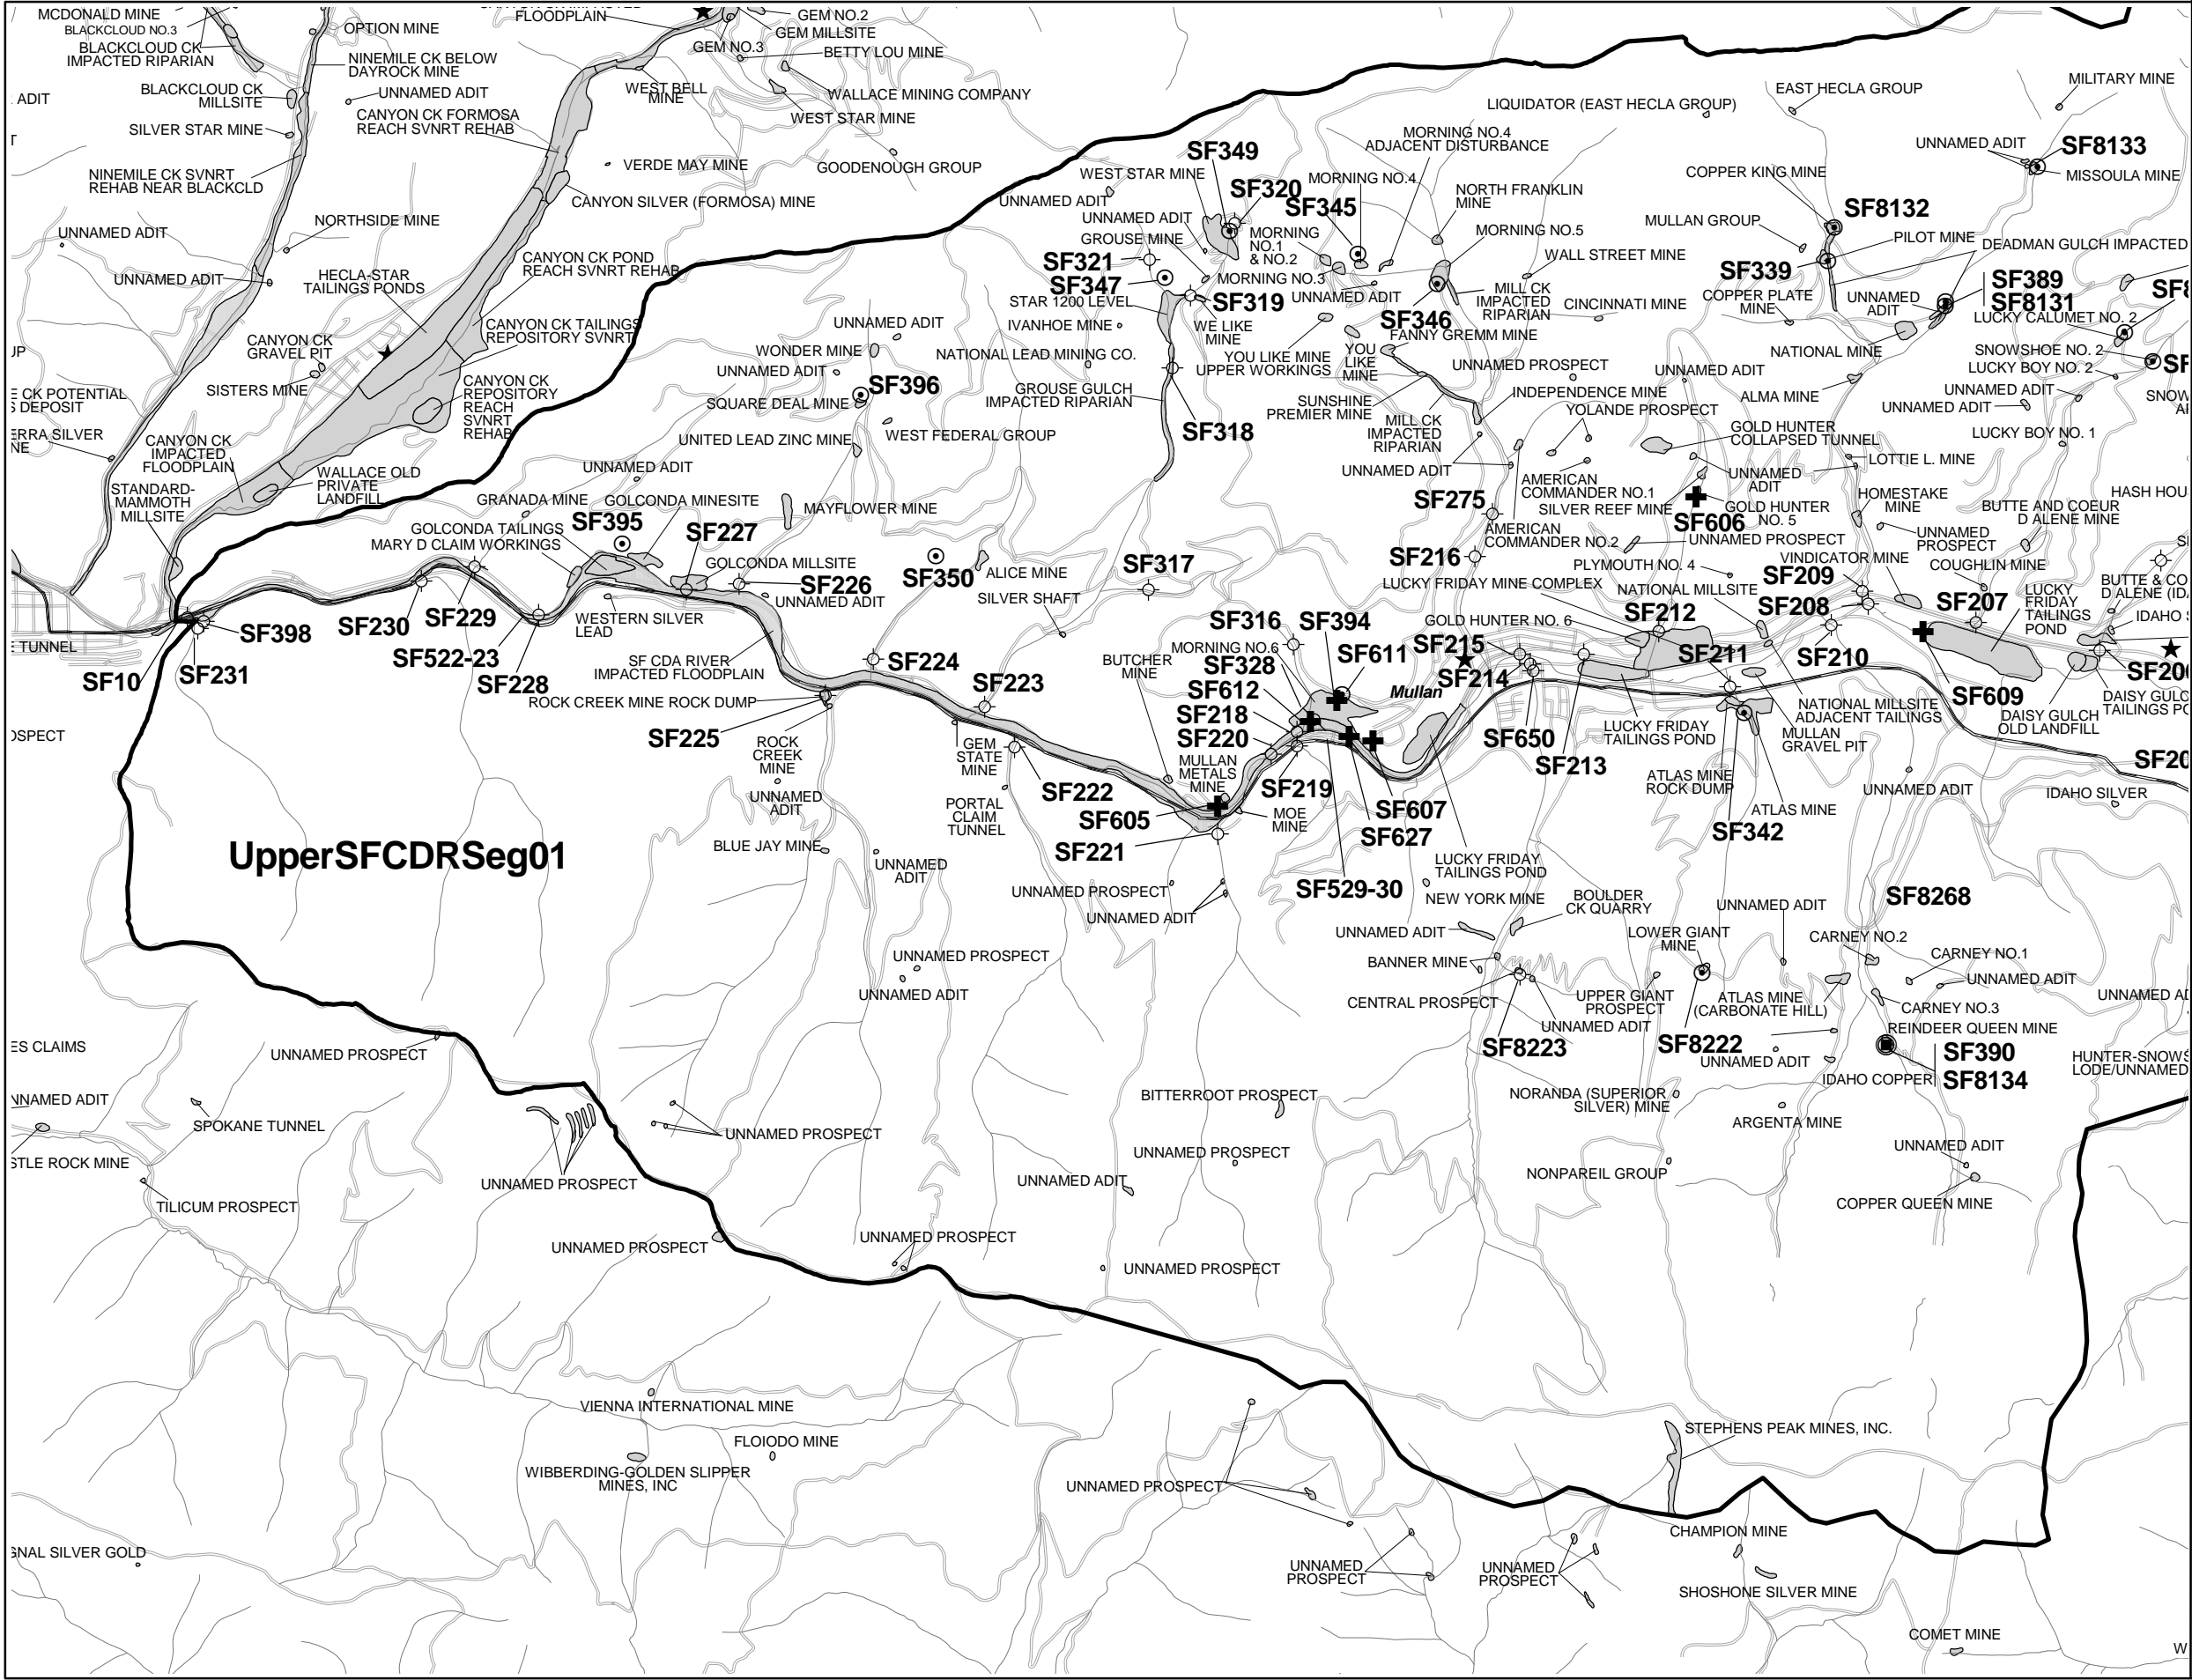 MCDONALD MINE
BLACKCLOUD NO.3
BLACKCLOUD CK
IMPACTED RIPARIAN
OPTION MINE
NINEMILE CK BELOW
DAYROCK MINE
FLOODPLAIN
GEM NO.2
GEM MILLSITE
GEM NO.3
BETTY LOU MINE
ADIT
BLACKCLOUD CK
MILLSITE
UNNAMED ADIT
CANYON CK FORMOSA
REACH SVNRT REHAB
WEST BELL
MINE
WALLACE MINING COMPANY
WEST STAR MINE
SILVER STAR MINE
VERDE MAY MINE
GOODENOUGH GROUP
NINEMILE CK SVNRT
REHAB NEAR BLACKCLD
CANYON SILVER (FORMOSA) MINE
NORTHSIDE MINE
UNNAMED ADIT
UNNAMED ADIT
HECLA-STAR
TAILINGS PONDS
CANYON CK POND
REACH SVNRT REHAB
CANYON CK TAILINGS
REPOSITORY SVNRT
CANYON CK
GRAVEL PIT
SISTERS MINE
CANYON CK
REPOSITORY
REACH
SVNRT
REHAB
UP
E CK POTENTIAL
S DEPOSIT
ERRA SILVER
NE
CANYON CK
IMPACTED
FLOODPLAIN
WALLACE OLD
PRIVATE
LANDFILL
STANDARD-
MAMMOTH
MILLSITE
LIQUIDATOR (EAST HECLA GROUP)
EAST HECLA GROUP
MILITARY MINE
MORNING NO.4
ADJACENT DISTURBANCE
UNNAMED ADIT
SF8133
MISSOULA MINE
SF349
WEST STAR MINE
SF320
MORNING NO.4
SF345
NORTH FRANKLIN
MINE
COPPER KING MINE
SF8132
UNNAMED ADIT
UNNAMED ADIT
GROUSE MINE
MORNING
NO.1
& NO.2
MORNING NO.5
MULLAN GROUP
PILOT MINE
DEADMAN GULCH IMPACTED
SF321
SF347
MORNING NO.3
WALL STREET MINE
SF339
SF389
SF8131
STAR 1200 LEVEL
SF319
UNNAMED ADIT
MILL CK
IMPACTED
RIPARIAN
CINCINNATI MINE
COPPER PLATE
MINE
UNNAMED
ADIT
LUCKY CALUMET NO. 2
IVANHOE MINE
WE LIKE
MINE
SF346
FANNY GREMM MINE
NATIONAL LEAD MINING CO.
YOU LIKE MINE
UPPER WORKINGS
YOU
LIKE
MINE
UNNAMED PROSPECT
NATIONAL MINE
SNOWSHOE NO. 2
LUCKY BOY NO. 2
UNNAMED ADIT
WONDER MINE
UNNAMED ADIT
SF396
SQUARE DEAL MINE
GROUSE GULCH
IMPACTED RIPARIAN
SUNSHINE
PREMIER MINE
INDEPENDENCE MINE
UNNAMED ADIT
ALMA MINE
UNNAMED ADIT
UNNAMED ADIT
YOLANDE PROSPECT
UNITED LEAD ZINC MINE
WEST FEDERAL GROUP
SF318
MILL CK
IMPACTED
RIPARIAN
GOLD HUNTER
COLLAPSED TUNNEL
LUCKY BOY NO. 1
UNNAMED ADIT
UNNAMED ADIT
LOTTIE L. MINE
UNNAMED
ADIT
AMERICAN
COMMANDER NO.1
SILVER REEF MINE
HOMESTAKE
MINE
HASH HOU
GRANADA MINE
GOLCONDA MINESITE
MAYFLOWER MINE
SF275
SF606
GOLD HUNTER
NO. 5
BUTTE AND COEUR
D ALENE MINE
GOLCONDA TAILINGS
SF395
SF227
AMERICAN
COMMANDER NO.2
UNNAMED PROSPECT
UNNAMED
PROSPECT
MARY D CLAIM WORKINGS
GOLCONDA MILLSITE
SF226
SF350
ALICE MINE
SF317
SF216
PLYMOUTH NO. 4
VINDICATOR MINE
COUGHLIN MINE
UNNAMED ADIT
SILVER SHAFT
LUCKY FRIDAY MINE COMPLEX
NATIONAL MILLSITE
SF209
BUTTE & CO
D ALENE (ID
SF398
SF230
SF229
WESTERN SILVER
LEAD
SF316
SF394
GOLD HUNTER NO. 6
SF212
SF208
SF207
LUCKY
FRIDAY
TAILINGS
POND
E TUNNEL
SF522-23
SF228
SF CDA RIVER
IMPACTED FLOODPLAIN
SF224
MORNING NO.6
SF328
SF611
SF215
SF214
SF211
SF210
SF10
SF231
BUTCHER
MINE
SF612
Mullan
SF609
ROCK CREEK MINE ROCK DUMP
SF223
SF218
SF220
LUCKY FRIDAY
TAILINGS POND
NATIONAL MILLSITE
ADJACENT TAILINGS
DAISY GULCH
OLD LANDFILL
SF225
ROCK
CREEK
MINE
GEM
STATE
MINE
MULLAN
METALS
MINE
SF650
SF213
MULLAN
GRAVEL PIT
SF219
ATLAS MINE
ROCK DUMP
UNNAMED ADIT
IDAHO SILVER
UNNAMED
ADIT
PORTAL
CLAIM
TUNNEL
SF222
SF605
MOE
MINE
SF607
SF627
ATLAS MINE
SF342
UpperSFCDRSeg01
BLUE JAY MINE
UNNAMED
ADIT
SF221
LUCKY FRIDAY
TAILINGS POND
UNNAMED PROSPECT
SF529-30
NEW YORK MINE
BOULDER
CK QUARRY
UNNAMED ADIT
SF8268
UNNAMED ADIT
UNNAMED ADIT
LOWER GIANT
MINE
CARNEY NO.2
UNNAMED PROSPECT
BANNER MINE
CARNEY NO.1
UNNAMED ADIT
UNNAMED ADIT
CENTRAL PROSPECT
UPPER GIANT
PROSPECT
ATLAS MINE
(CARBONATE HILL)
CARNEY NO.3
UNNAMED ADIT
REINDEER QUEEN MINE
SF8223
SF8222
UNNAMED ADIT
SF390
SF8134
IDAHO COPPER
HUNTER-SNOWS
LODE/UNNAMED
ES CLAIMS
UNNAMED PROSPECT
BITTERROOT PROSPECT
NORANDA (SUPERIOR
SILVER) MINE
ARGENTA MINE
NNAMED ADIT
SPOKANE TUNNEL
UNNAMED PROSPECT
UNNAMED PROSPECT
UNNAMED ADIT
STLE ROCK MINE
UNNAMED PROSPECT
UNNAMED ADIT
NONPAREIL GROUP
COPPER QUEEN MINE
TILICUM PROSPECT
UNNAMED PROSPECT
UNNAMED PROSPECT
UNNAMED PROSPECT
VIENNA INTERNATIONAL MINE
FLOIODO MINE
STEPHENS PEAK MINES, INC.
WIBBERDING-GOLDEN SLIPPER
MINES, INC
UNNAMED PROSPECT
CHAMPION MINE
GNAL SILVER GOLD
UNNAMED
PROSPECT
UNNAMED
PROSPECT
SHOSHONE SILVER MINE
COMET MINE
W